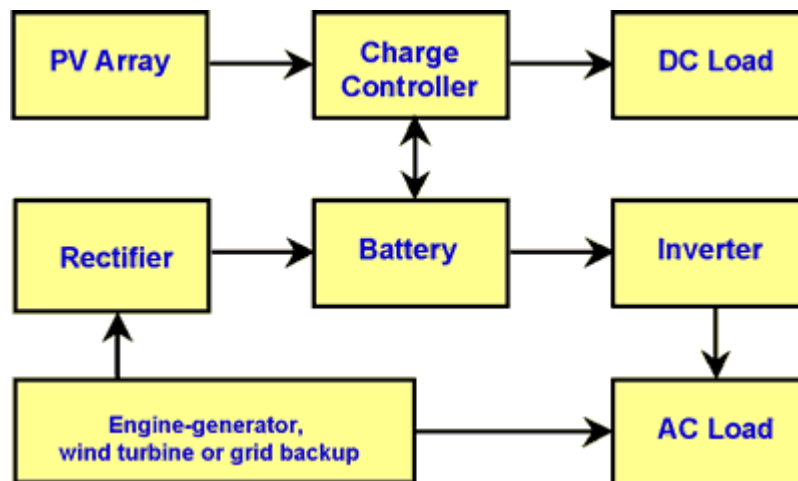 PV Array
Charge
Controller
DC Load
Rectifier
Battery
Inverter
Engine-generator,
wind turbine or grid backup
AC Load